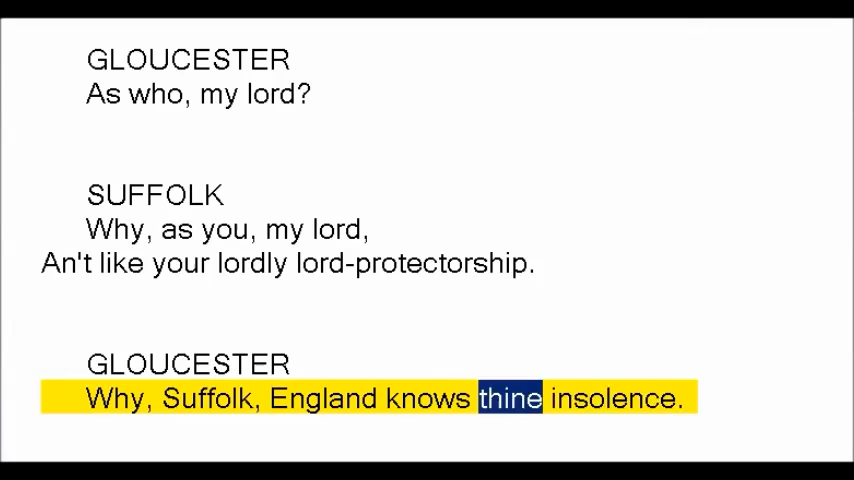 GLOUCESTER
As who, my lord?
SUFFOLK
Why, as you, my lord,
An't like your lordly lord-protectorship.
GLOUCESTER
Why, Suffolk, England knows thine insolence.